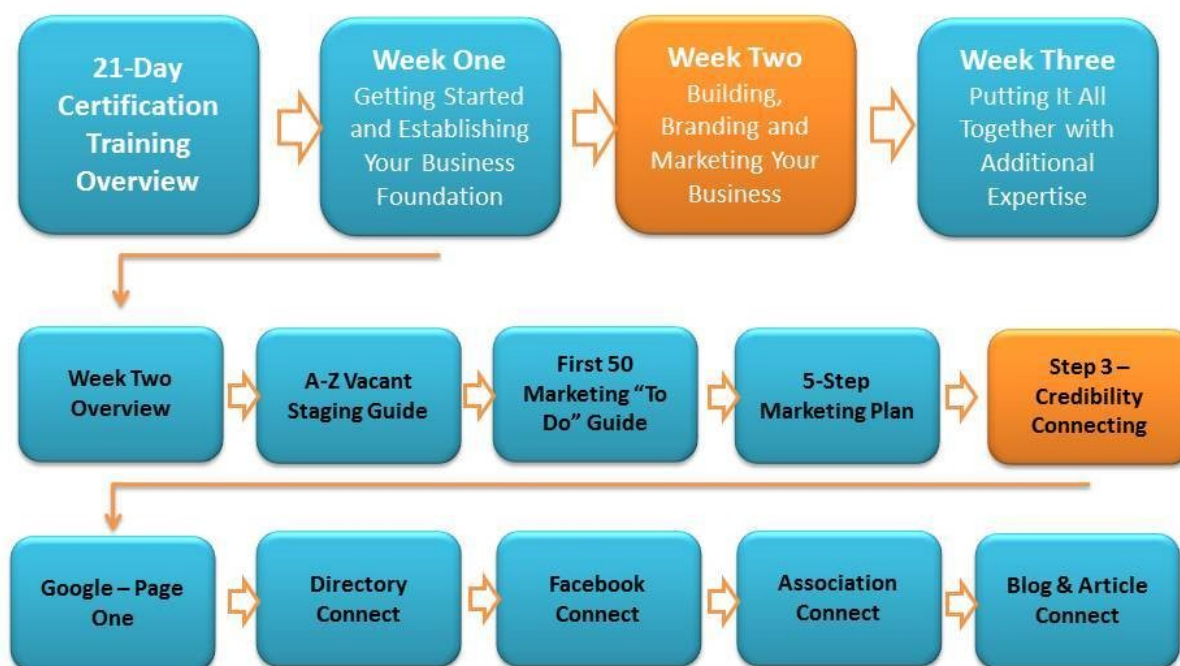 21-Day
Certification
Training
Overview
Week One
Getting Started
and Establishing
Your Business
Foundation
Week Two
Building,
Branding and
Marketing Your
Business
Week Three
Putting It All
Together with
Additional
Expertise
Week Two
Overview
A-Z Vacant
Staging Guide
First 50
Marketing “To
Do” Guide
5-Step
Marketing Plan
Step 3 –
Credibility
Connecting
Google – Page
One
Directory
Connect
Facebook
Connect
Association
Connect
Blog & Article
Connect